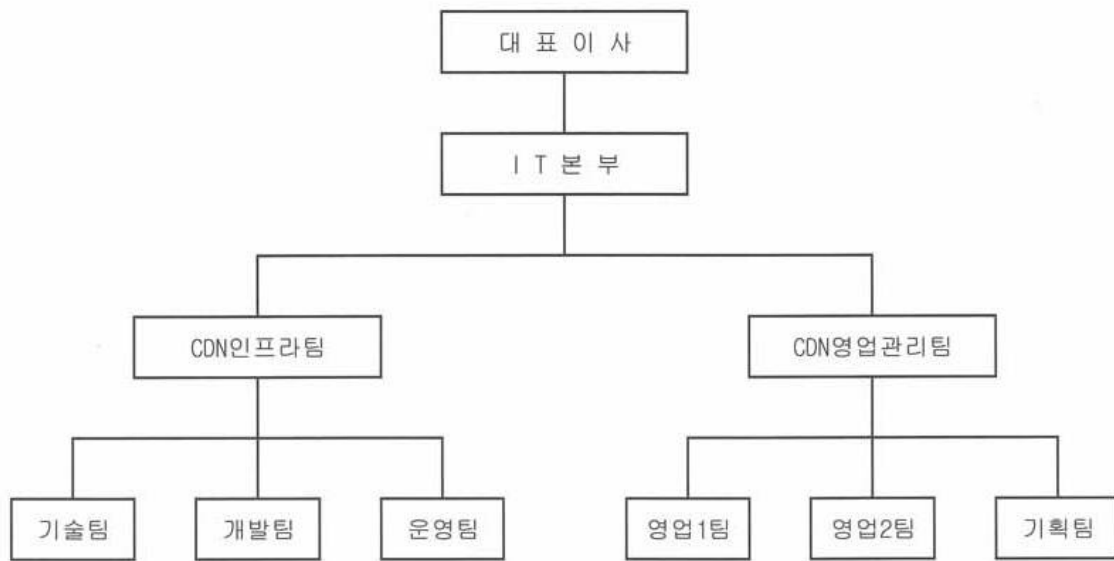 대 표 이 사
I T 본 부
CDN인프라팀
CDN영업관리팀
기술팀
개발팀
운영팀
영업1팀
영업2팀
기획팀